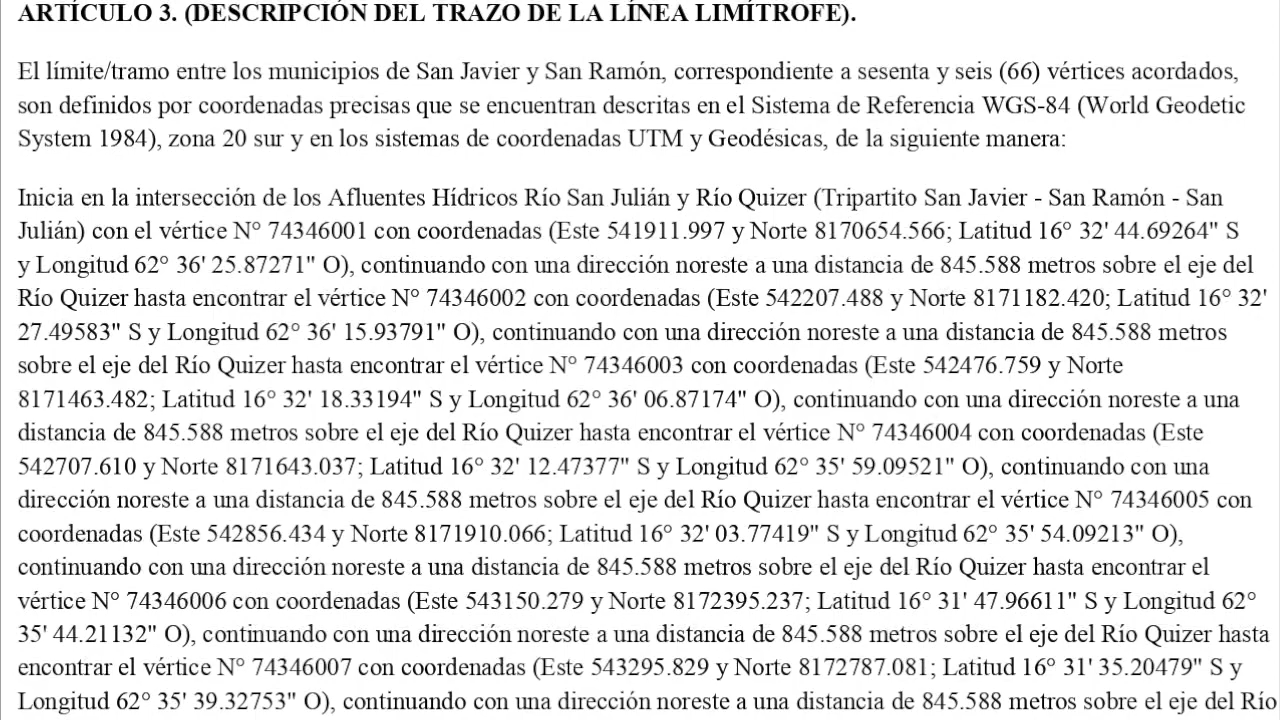 ARTÍCULO 3. (DESCRIPCIÓN DEL TRAZO DE LA LÍNEA LIMÍTROFE).
El límite/tramo entre los municipios de San Javier y San Ramón, correspondiente a sesenta y seis (66) vértices acordados,
son definidos por coordenadas precisas que se encuentran descritas en el Sistema de Referencia WGS-84 (World Geodetic
System 1984), zona 20 sur y en los sistemas de coordenadas UTM y Geodésicas, de la siguiente manera:
Inicia en la intersección de los Afluentes Hídricos Río San Julián y Río Quizer (Tripartito San Javier - San Ramón - San
Julián) con el vértice N° 74346001 con coordenadas (Este 541911.997 y Norte 8170654.566; Latitud 16° 32' 44.69264" S
y Longitud 62° 36' 25.87271" O), continuando con una dirección noreste a una distancia de 845.588 metros sobre el eje del
Río Quizer hasta encontrar el vértice N° 74346002 con coordenadas (Este 542207.488 y Norte 8171182.420; Latitud 16° 32'
27.49583" S y Longitud 62° 36' 15.93791" O), continuando con una dirección noreste a una distancia de 845.588 metros
sobre el eje del Río Quizer hasta encontrar el vértice N° 74346003 con coordenadas (Este 542476.759 y Norte
8171463.482; Latitud 16° 32' 18.33194" S y Longitud 62° 36' 06.87174" O), continuando con una dirección noreste a una
distancia de 845.588 metros sobre el eje del Río Quizer hasta encontrar el vértice N° 74346004 con coordenadas (Este
542707.610 y Norte 8171643.037; Latitud 16° 32' 12.47377" S y Longitud 62° 35' 59.09521" O), continuando con una
dirección noreste a una distancia de 845.588 metros sobre el eje del Río Quizer hasta encontrar el vértice N° 74346005 con
coordenadas (Este 542856.434 y Norte 8171910.066; Latitud 16° 32' 03.77419" S y Longitud 62° 35' 54.09213" O),
continuando con una dirección noreste a una distancia de 845.588 metros sobre el eje del Río Quizer hasta encontrar el
vértice N° 74346006 con coordenadas (Este 543150.279 y Norte 8172395.237; Latitud 16° 31' 47.96611" S y Longitud 62°
35' 44.21132" O), continuando con una dirección noreste a una distancia de 845.588 metros sobre el eje del Río Quizer hasta
encontrar el vértice N° 74346007 con coordenadas (Este 543295.829 y Norte 8172787.081; Latitud 16° 31' 35.20479" S y
Longitud 62° 35' 39.32753" O), continuando con una dirección noreste a una distancia de 845.588 metros sobre el eje del Río